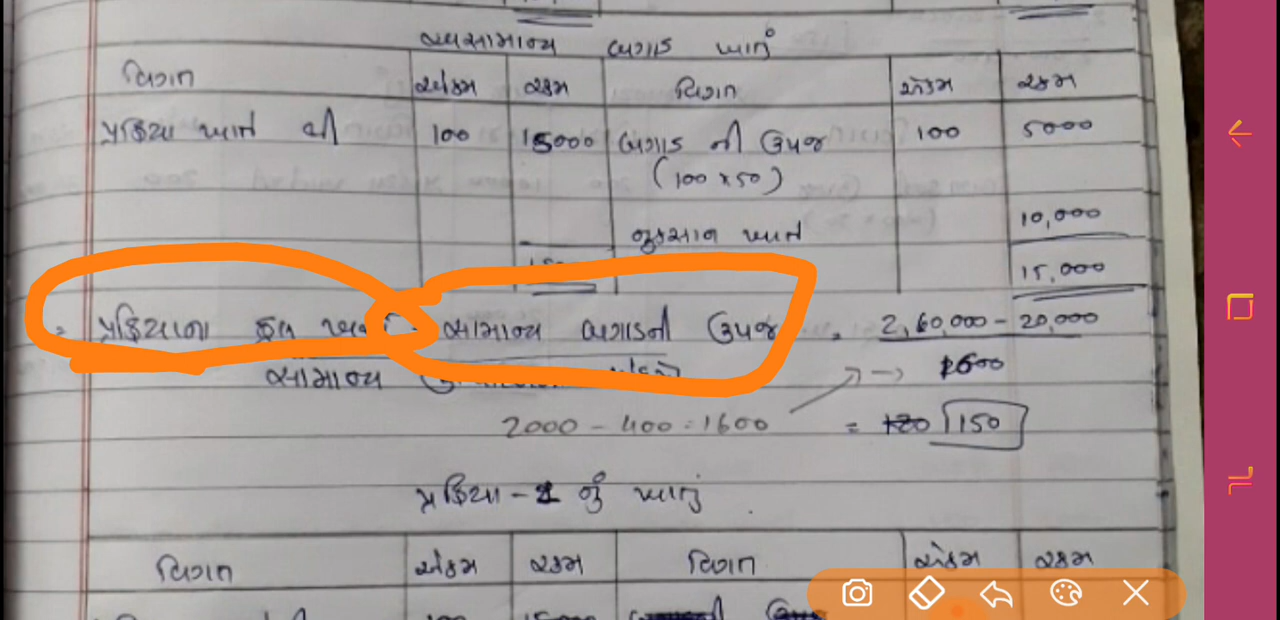 અસામાન્ય બગાડ ખાતું
વિગત એકમ રકમ વિગત એકમ રકમ
પ્રક્રિયા ખાતે થી 100 15000 બગાડ ની ઉપજ 100 5000
(100 x 50)
નુકસાન ખાતે 10,000
15,000
= પ્રક્રિયાના કુલ ખર્ચ - સામાન્ય બગાડની ઉપજ = 2,60,000 - 20,000
સામાન્ય 1600
2000 - 400 = 1600 = 150
પ્રક્રિયા - 2 નું ખાતું
વિગત એકમ રકમ વિગત એકમ રકમ